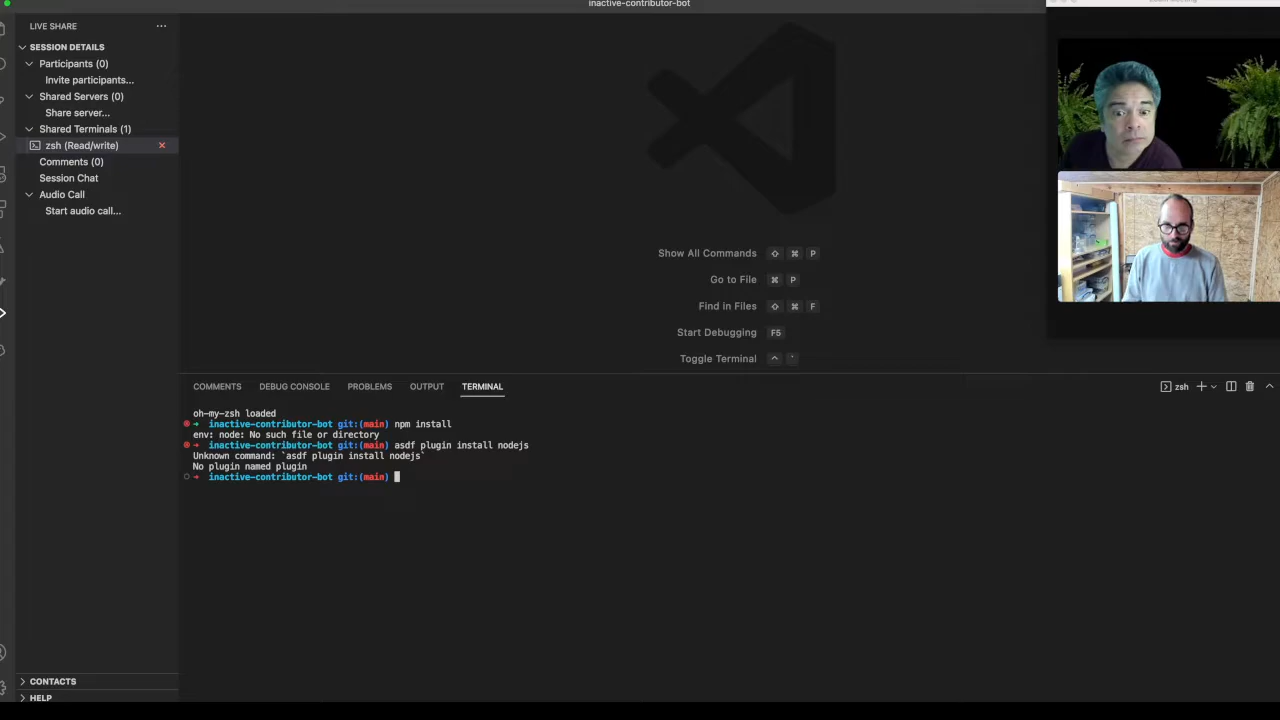 inactive-contributor-bot
LIVE SHARE
SESSION DETAILS
Participants (0)
Invite participants...
Shared Servers (0)
Share server...
Shared Terminals (1)
zsh (Read/write)
Comments (0)
Session Chat
Audio Call
Start audio call...
Show All Commands ⇧ ⌘ P
Go to File ⌘ P
Find in Files ⇧ ⌘ F
Start Debugging F5
Toggle Terminal ^ `
COMMENTS DEBUG CONSOLE PROBLEMS OUTPUT TERMINAL
zsh
oh-my-zsh loaded
➜ inactive-contributor-bot git:(main) npm install
env: node: No such file or directory
➜ inactive-contributor-bot git:(main) asdf plugin install nodejs
Unknown command: `asdf plugin install nodejs`
No plugin named plugin
➜ inactive-contributor-bot git:(main)
CONTACTS
HELP